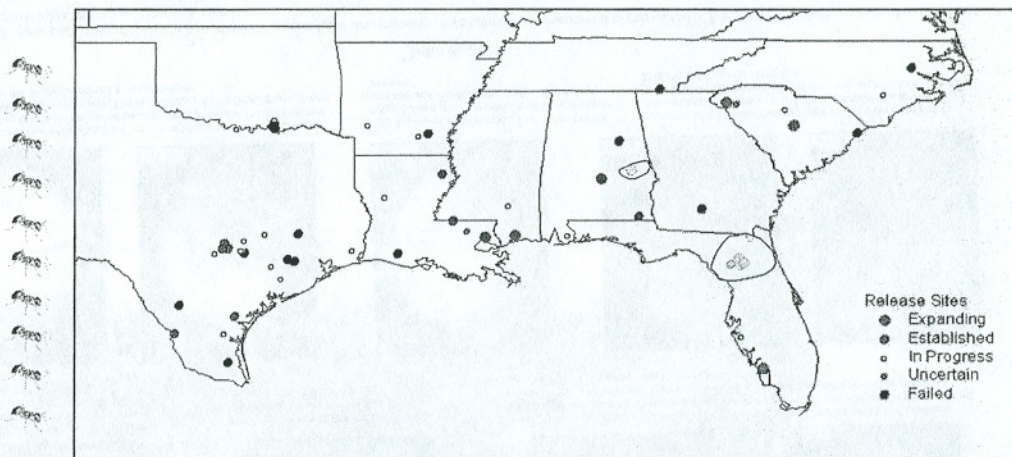 Release Sites
Expanding
Established
In Progress
Uncertain
Failed